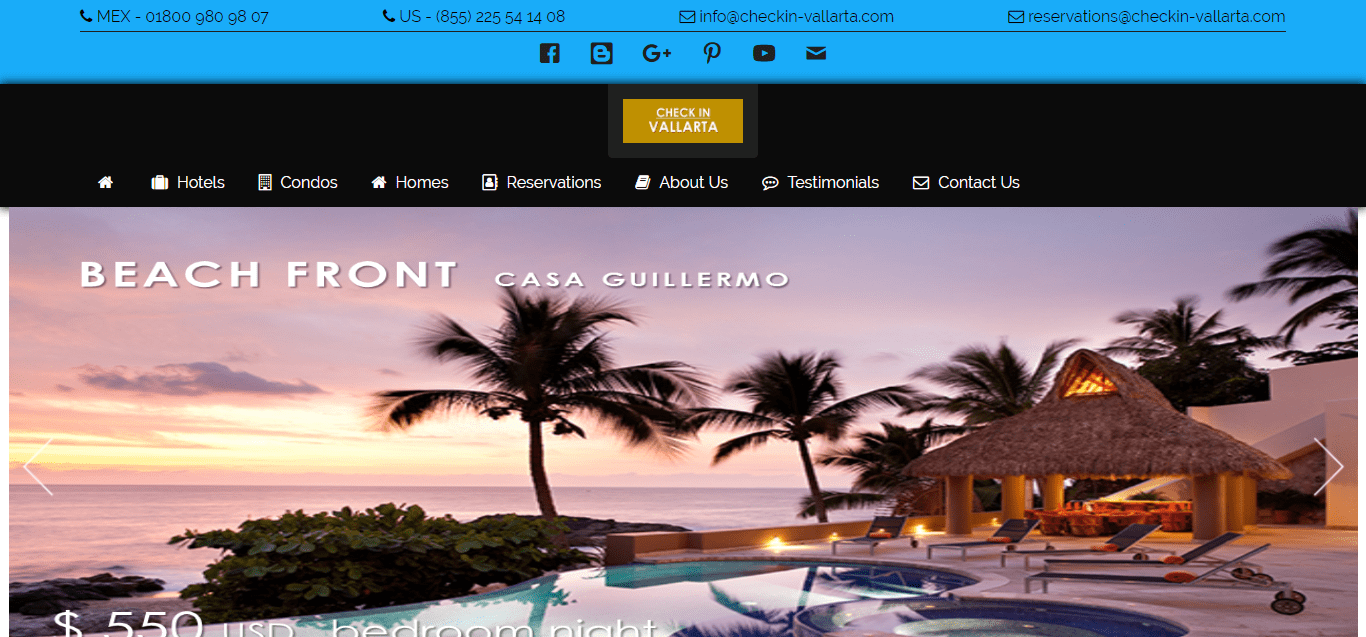 MEX - 01800 980 98 07 US - (855) 225 54 14 08 info@checkin-vallarta.com reservations@checkin-vallarta.com
CHECK IN
VALLARTA
Hotels Condos Homes Reservations About Us Testimonials Contact Us
BEACH FRONT CASA GUILLERMO
$ 550 USD bedroom night